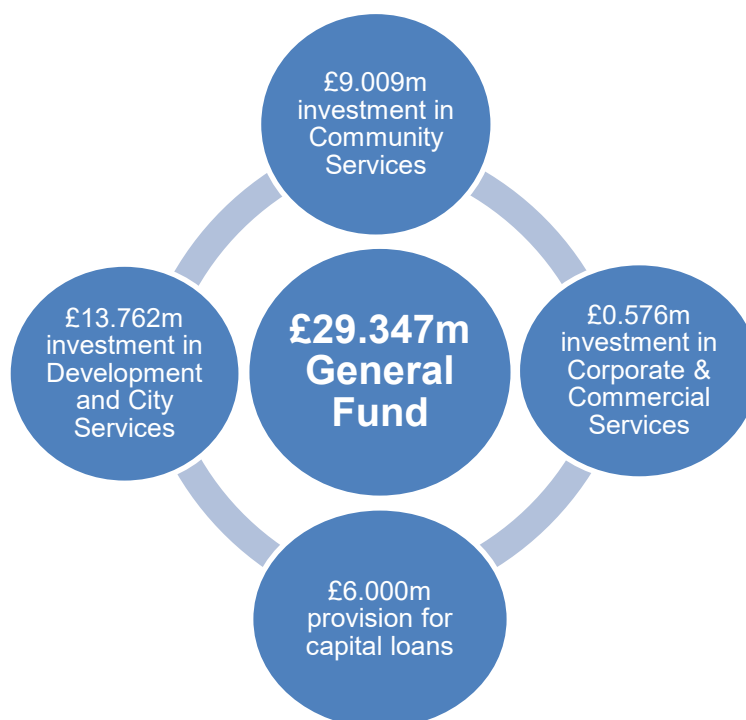 £9.009m
investment in
Community
Services
£13.762m
investment in
Development
and City
Services
£29.347m
General
Fund
£0.576m
investment in
Corporate &
Commercial
Services
£6.000m
provision for
capital loans